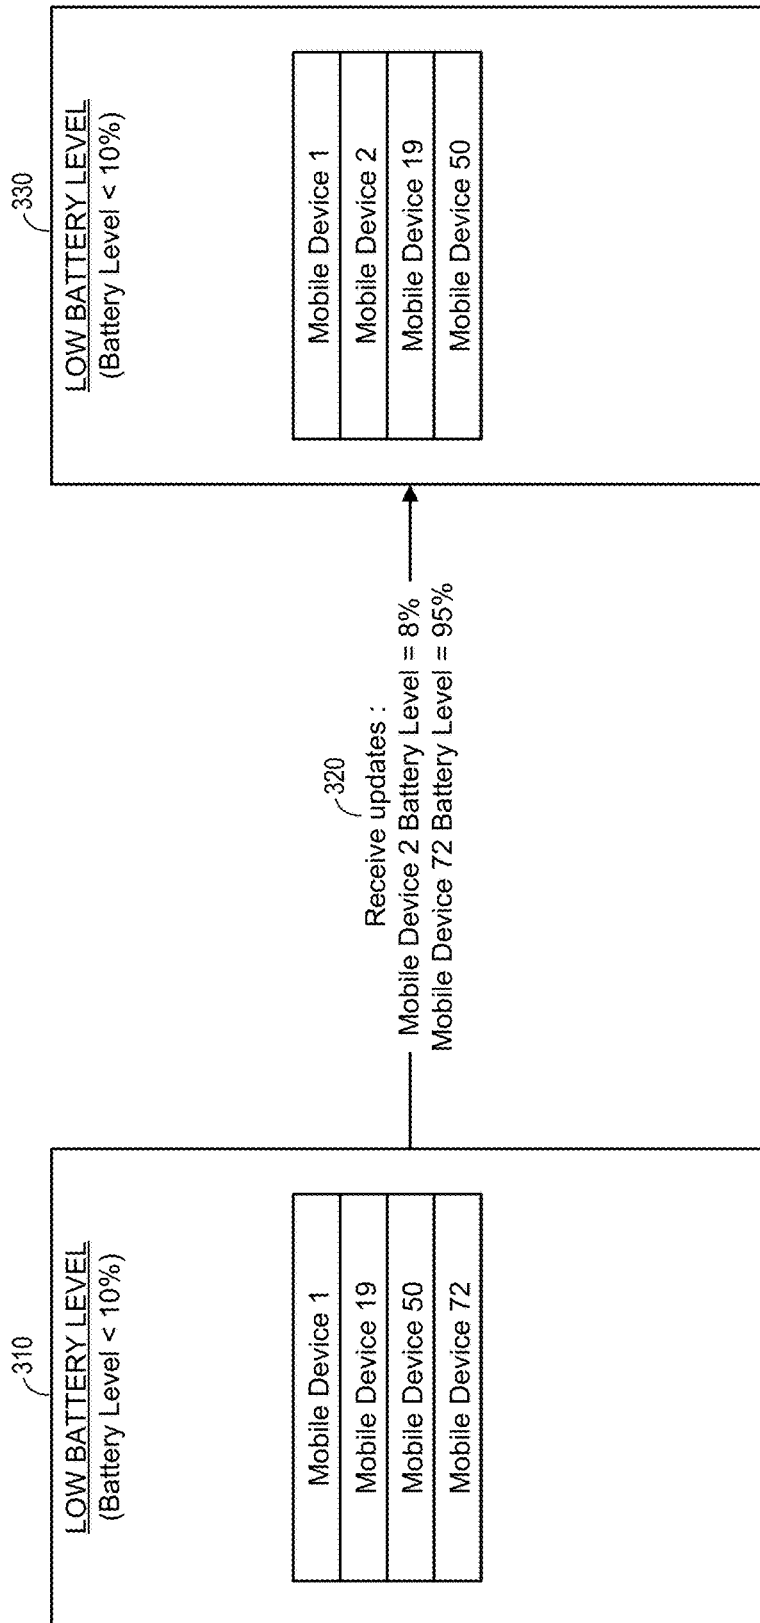 310
LOW BATTERY LEVEL
(Battery Level < 10%)
Mobile Device 1
Mobile Device 19
Mobile Device 50
Mobile Device 72
320
Receive updates :
Mobile Device 2 Battery Level = 8%
Mobile Device 72 Battery Level = 95%
330
LOW BATTERY LEVEL
(Battery Level < 10%)
Mobile Device 1
Mobile Device 2
Mobile Device 19
Mobile Device 50